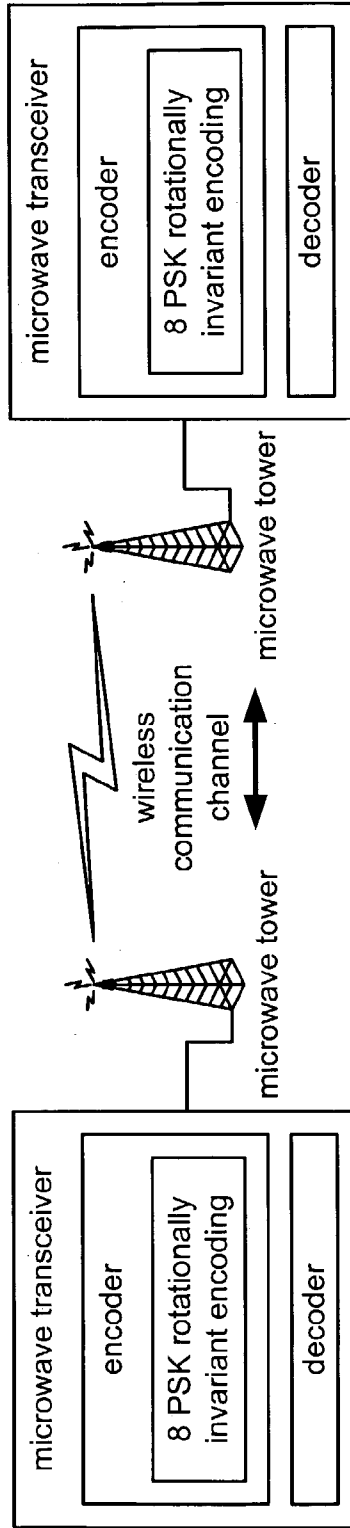 microwave transceiver
encoder
8 PSK rotationally
invariant encoding
decoder
microwave tower
wireless
communication
channel
microwave tower
microwave transceiver
encoder
8 PSK rotationally
invariant encoding
decoder